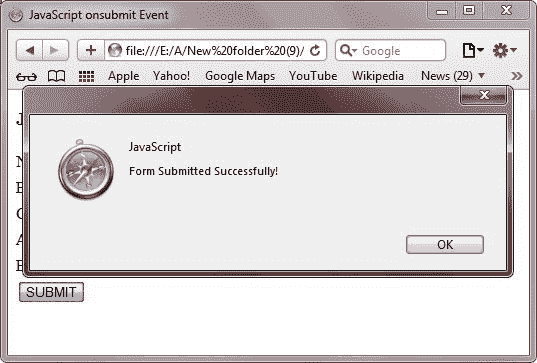 JavaScript onsubmit Event
file:///E:/A/New%20folder%20(9)/
Google
Apple Yahoo! Google Maps YouTube Wikipedia News (29)
JavaScript
Form Submitted Successfully!
OK
SUBMIT